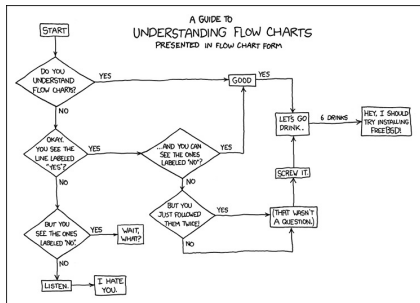 A GUIDE TO
UNDERSTANDING FLOW CHARTS
PRESENTED IN FLOW CHART FORM
START
DO YOU
UNDERSTAND
FLOW CHARTS?
YES
GOOD
YES
NO
LET'S GO
DRINK.
6 DRINKS
HEY, I SHOULD
TRY INSTALLING
FREEBSD!
OKAY.
YOU SEE THE
LINE LABELED
"YES"?
YES
...AND YOU CAN
SEE THE ONES
LABELED "NO"?
YES
NO
NO
SCREW IT.
BUT YOU
SEE THE ONES
LABELED "NO".
YES
WAIT,
WHAT?
BUT YOU
JUST FOLLOWED
THEM TWICE!
YES
(THAT WASN'T
A QUESTION.)
NO
NO
LISTEN.
I HATE
YOU.